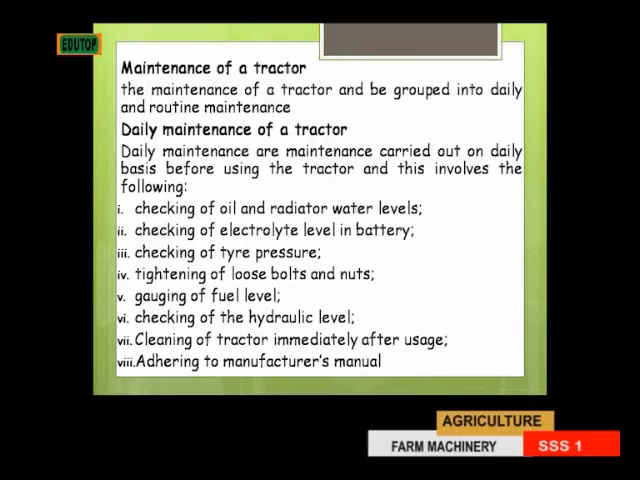 EDUTOP
Maintenance of a tractor
the maintenance of a tractor and be grouped into daily
and routine maintenance
Daily maintenance of a tractor
Daily maintenance are maintenance carried out on daily
basis before using the tractor and this involves the
following:
i. checking of oil and radiator water levels;
ii. checking of electrolyte level in battery;
iii. checking of tyre pressure;
iv. tightening of loose bolts and nuts;
v. gauging of fuel level;
vi. checking of the hydraulic level;
vii. Cleaning of tractor immediately after usage;
viii. Adhering to manufacturer's manual
AGRICULTURE
FARM MACHINERY SSS 1